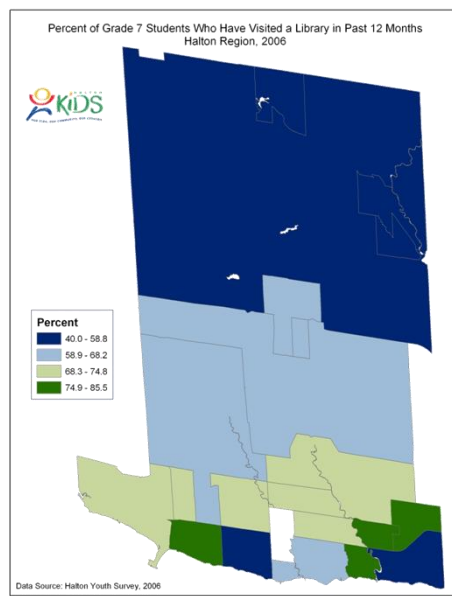 Percent of Grade 7 Students Who Have Visited a Library in Past 12 Months
Halton Region, 2006
HALTON
KiDS
Percent
40.0 - 58.8
58.9 - 68.2
68.3 - 74.8
74.9 - 85.5
Data Source: Halton Youth Survey, 2006